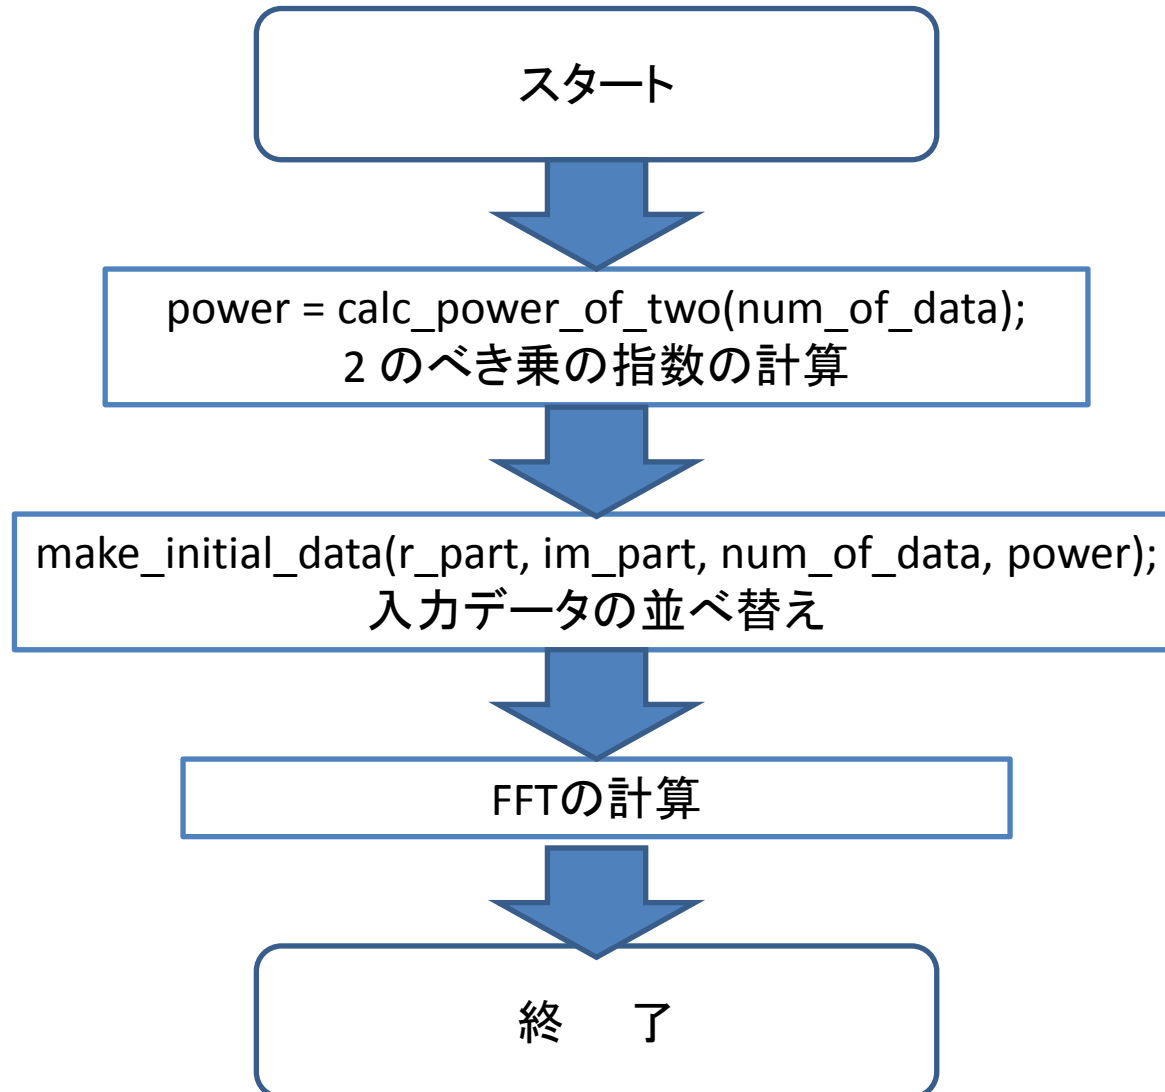 スタート
power = calc_power_of_two(num_of_data);
2 のべき乗の指数の計算
make_initial_data(r_part, im_part, num_of_data, power);
入力データの並べ替え
FFTの計算
終　了